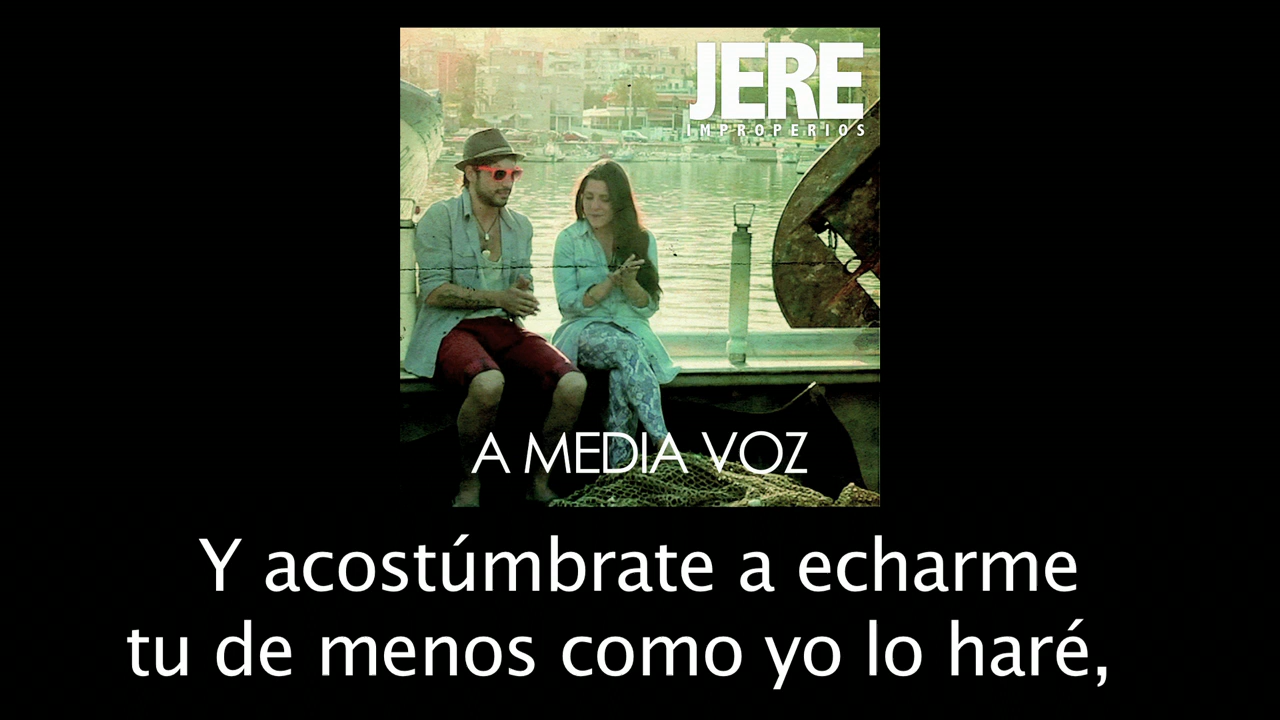 JERE
IMPROPERIOS
A MEDIA VOZ
Y acostúmbrate a echarme
tu de menos como yo lo haré,